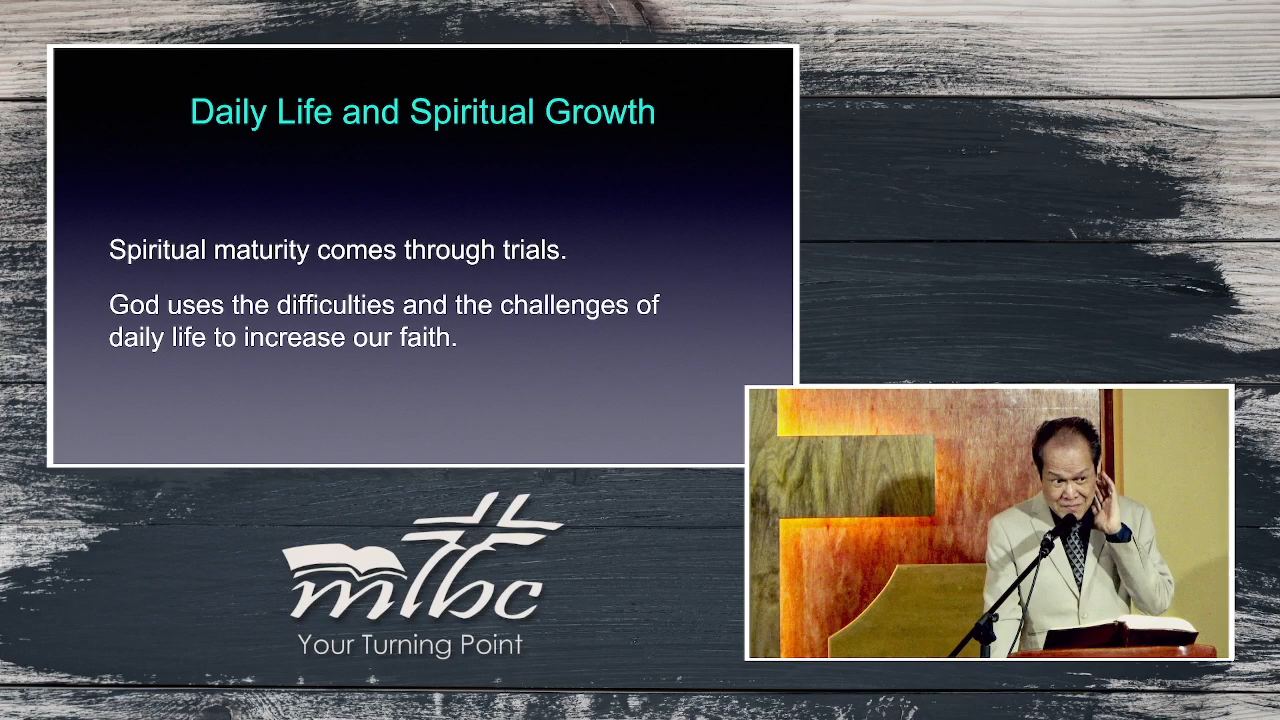 Daily Life and Spiritual Growth
Spiritual maturity comes through trials.
God uses the difficulties and the challenges of
daily life to increase our faith.
mtbc
Your Turning Point